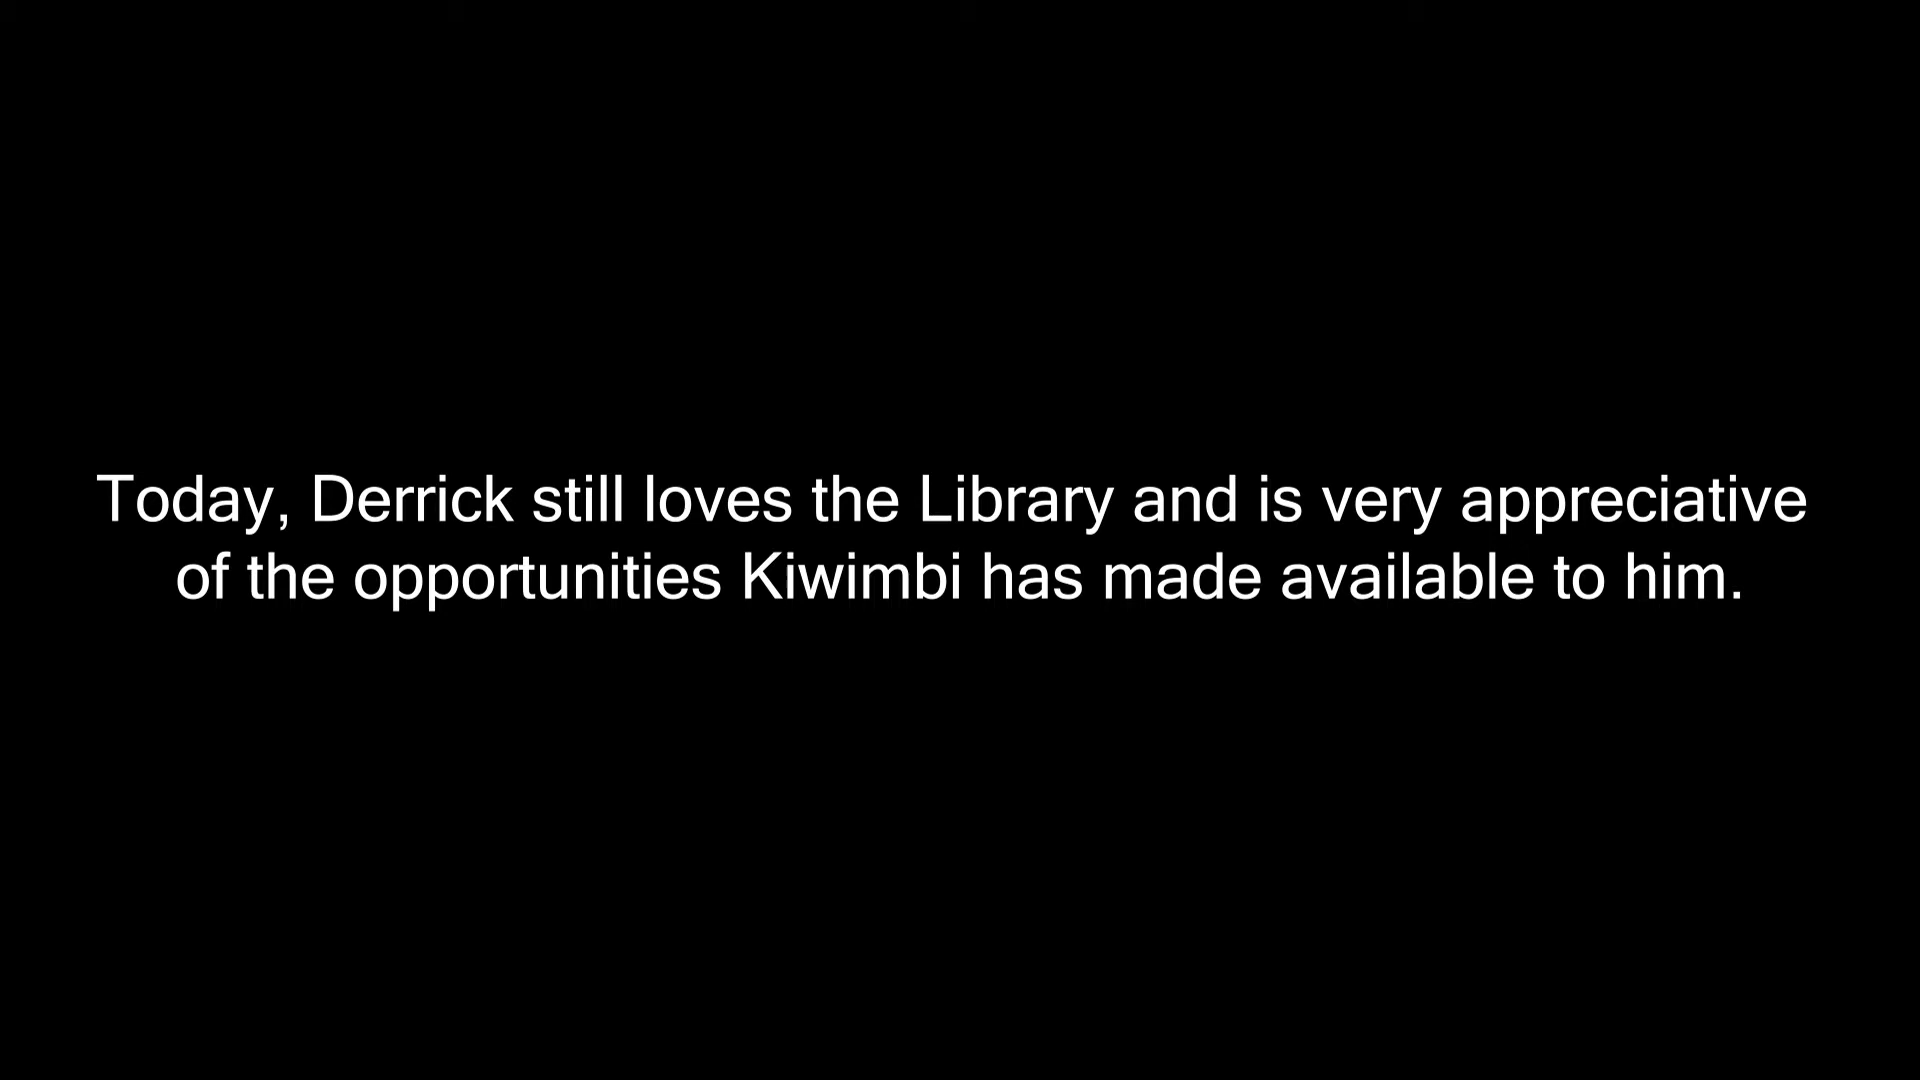 Today, Derrick still loves the Library and is very appreciative
of the opportunities Kiwimbi has made available to him.